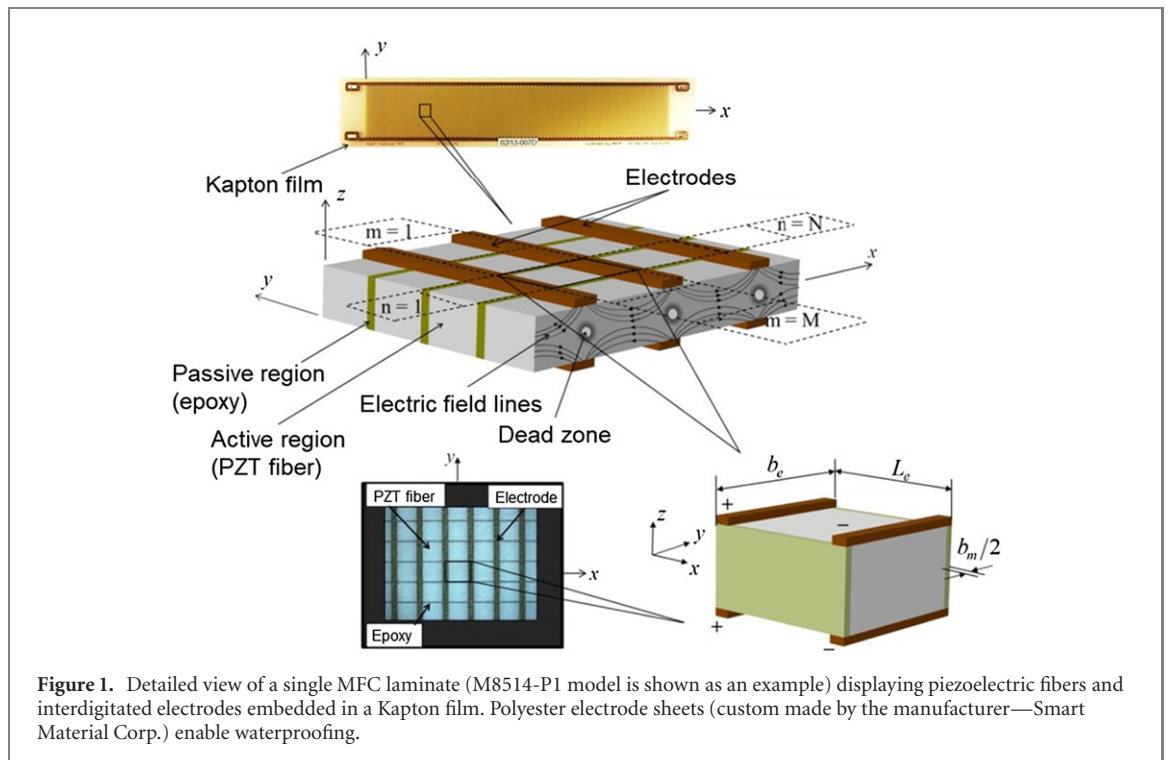 y
x
02I13-007D
Kapton film
z
Electrodes
m = 1
n = N
x
y
n = 1
m = M
Passive region
(epoxy)
Electric field lines
Active region
(PZT fiber)
Dead zone
y
PZT fiber
Electrode
x
Epoxy
b_e
L_e
+
−
z
y
x
b_m/2
+
−
Figure 1. Detailed view of a single MFC laminate (M8514-P1 model is shown as an example) displaying piezoelectric fibers and
interdigitated electrodes embedded in a Kapton film. Polyester electrode sheets (custom made by the manufacturer—Smart
Material Corp.) enable waterproofing.